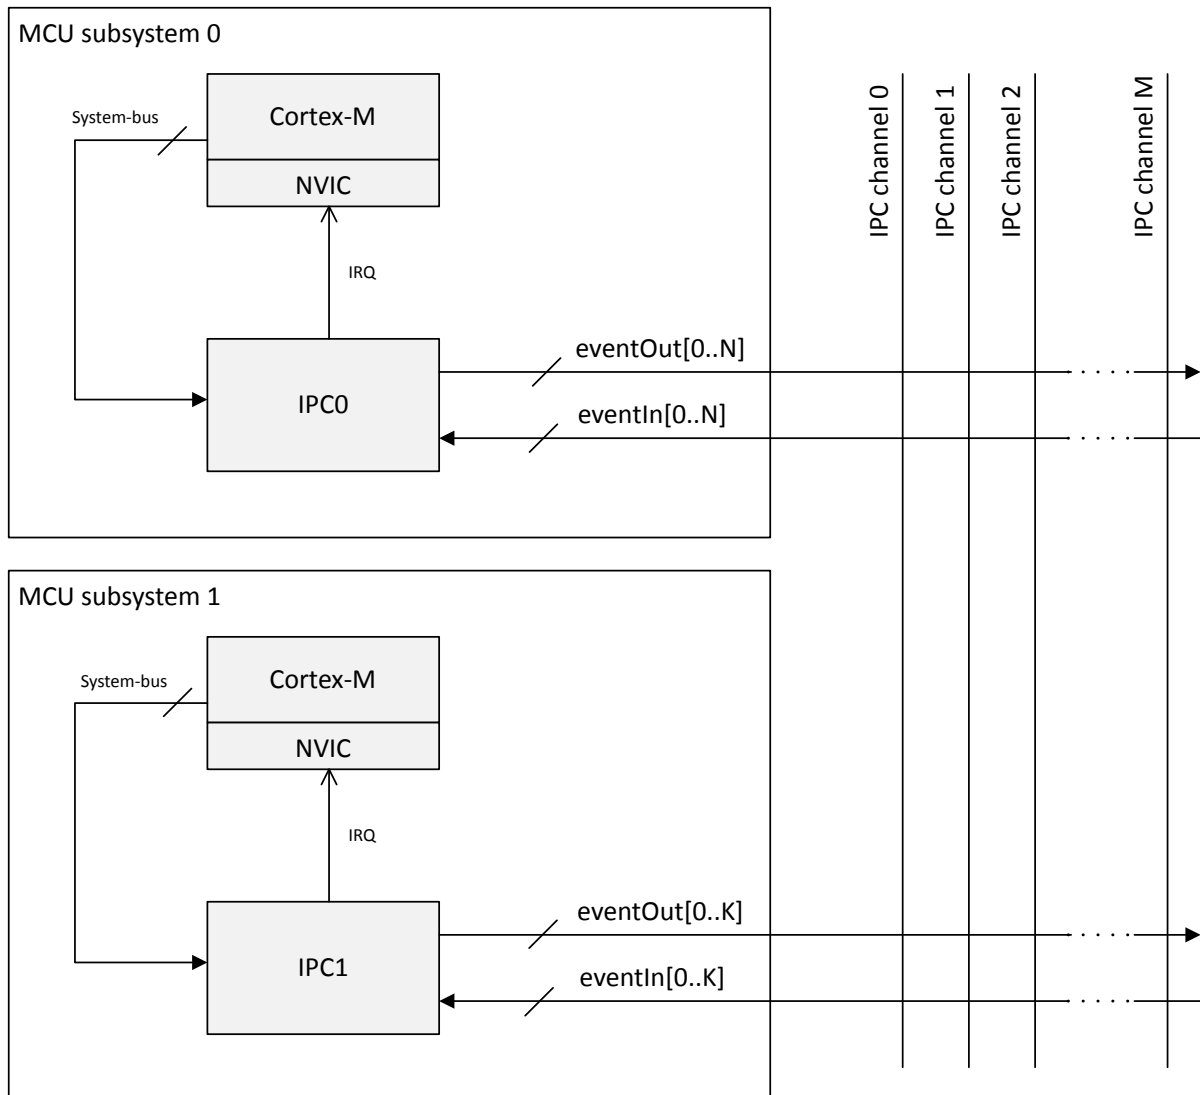 MCU subsystem 0
System-bus
Cortex-M
NVIC
IRQ
IPC0
eventOut[0..N]
eventIn[0..N]
IPC channel 0
IPC channel 1
IPC channel 2
IPC channel M
MCU subsystem 1
System-bus
Cortex-M
NVIC
IRQ
IPC1
eventOut[0..K]
eventIn[0..K]